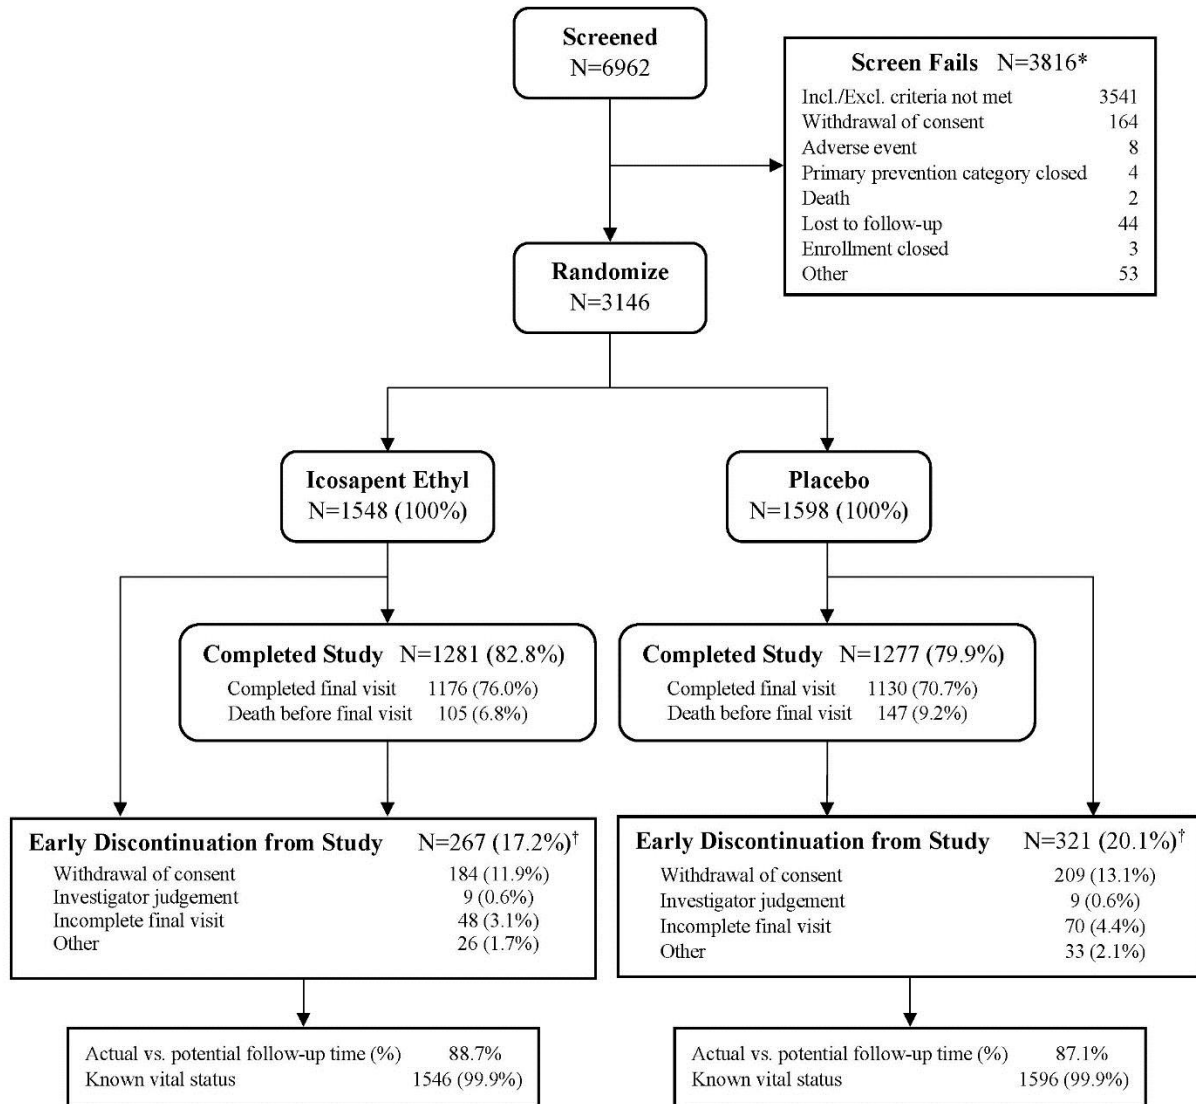 Screened
N=6962
Screen Fails N=3816*
Incl./Excl. criteria not met 3541
Withdrawal of consent 164
Adverse event 8
Primary prevention category closed 4
Death 2
Lost to follow-up 44
Enrollment closed 3
Other 53
Randomize
N=3146
Icosapent Ethyl
N=1548 (100%)
Placebo
N=1598 (100%)
Completed Study N=1281 (82.8%)
Completed final visit 1176 (76.0%)
Death before final visit 105 (6.8%)
Completed Study N=1277 (79.9%)
Completed final visit 1130 (70.7%)
Death before final visit 147 (9.2%)
Early Discontinuation from Study N=267 (17.2%)†
Withdrawal of consent 184 (11.9%)
Investigator judgement 9 (0.6%)
Incomplete final visit 48 (3.1%)
Other 26 (1.7%)
Early Discontinuation from Study N=321 (20.1%)†
Withdrawal of consent 209 (13.1%)
Investigator judgement 9 (0.6%)
Incomplete final visit 70 (4.4%)
Other 33 (2.1%)
Actual vs. potential follow-up time (%) 88.7%
Known vital status 1546 (99.9%)
Actual vs. potential follow-up time (%) 87.1%
Known vital status 1596 (99.9%)